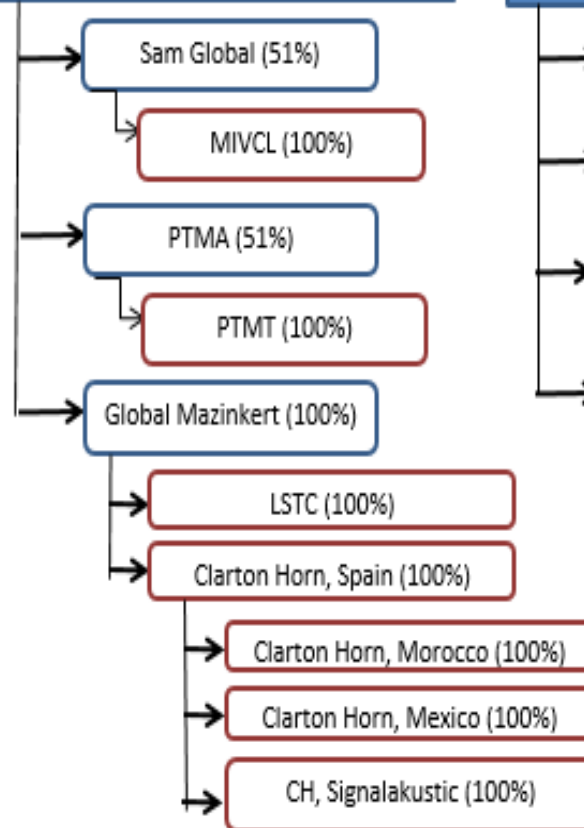 Sam Global (51%)
MIVCL (100%)
PTMA (51%)
PTMT (100%)
Global Mazinkert (100%)
LSTC (100%)
Clarton Horn, Spain (100%)
Clarton Horn, Morocco (100%)
Clarton Horn, Mexico (100%)
CH, Signalakustic (100%)